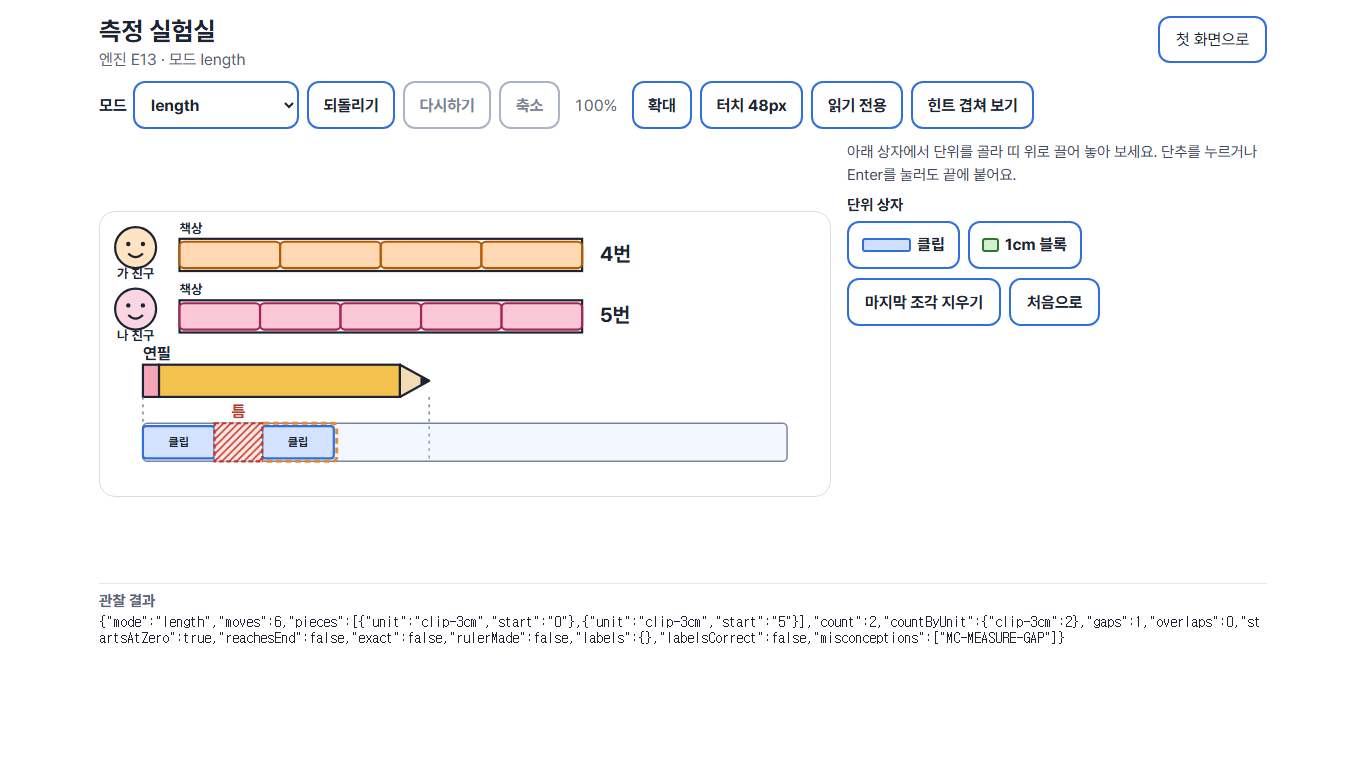 측정 실험실
엔진 E13 · 모드 length
첫 화면으로
모드 length 되돌리기 다시하기 축소 100% 확대 터치 48px 읽기 전용 힌트 겹쳐 보기
아래 상자에서 단위를 골라 띠 위로 끌어 놓아 보세요. 단추를 누르거나
Enter를 눌러도 끝에 붙어요.
단위 상자
클립 1cm 블록
마지막 조각 지우기 처음으로
책상
4번
가 친구
책상
5번
나 친구
연필
틈
클립 클립
관찰 결과
{"mode":"length","moves":6,"pieces":[{"unit":"clip-3cm","start":"0"},{"unit":"clip-3cm","start":"5"}],"count":2,"countByUnit":{"clip-3cm":2},"gaps":1,"overlaps":0,"st
artsAtZero":true,"reachesEnd":false,"exact":false,"rulerMade":false,"labels":{},"labelsCorrect":false,"misconceptions":["MC-MEASURE-GAP"]}